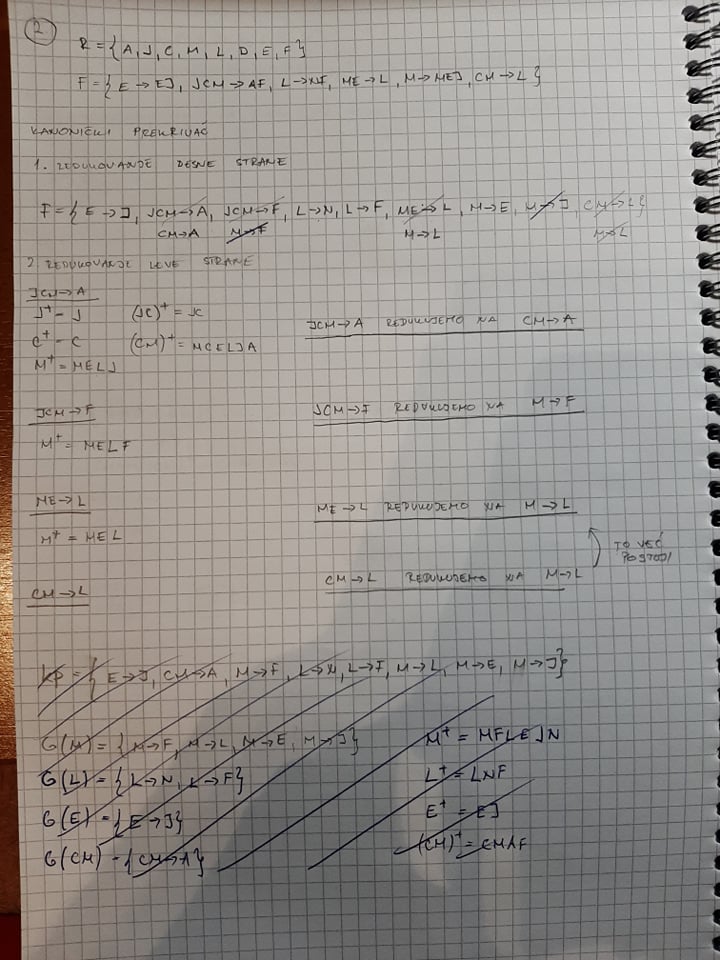 2
R = { A, J, C, M, L, D, E, F }
F = { E → EJ, JCM → AF, L → NF, ME → L, M → MEJ, CM → L }
KANONIČKI PREKRIVAČ
1. REDUKOVANJE DESNE STRANE
F = { E → J, JCM → A, JCM → F, L → N, L → F, ME → L, M → E, M → J, CM → L }
CM → A M → F M → L M → L
2. REDUKOVANJE LEVE STRANE
JCM → A
J+ = J (JC)+ = JC
JCM → A REDUKUJEMO NA CM → A
C+ = C (CM)+ = MCELJA
M+ = MELJ
JCM → F JCM → F REDUKUJEMO NA M → F
M+ = MELF
ME → L ME → L REDUKUJEMO NA M → L
M+ = MEL
TO VEĆ POSTOJI
CM → L CM → L REDUKUJEMO NA M → L
KP = { E → J, CM → A, M → F, L → N, L → F, M → L, M → E, M → J }
G(M) = { M → F, M → L, M → E, M → J } M+ = MFLEJN
G(L) = { L → N, L → F } L+ = LNF
G(E) = { E → J } E+ = EJ
G(CM) = { CM → A } (CM)+ = CMAF